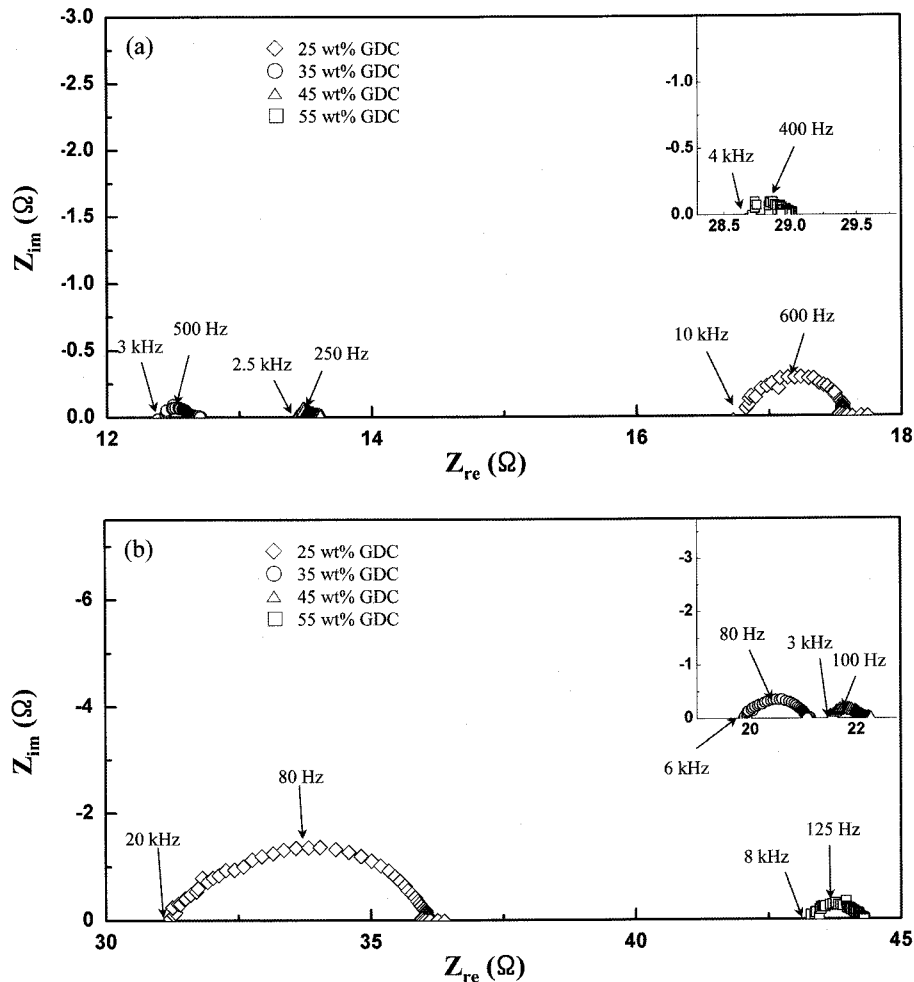 (a)
◇ 25 wt% GDC
○ 35 wt% GDC
△ 45 wt% GDC
□ 55 wt% GDC
-3.0
-2.5
-2.0
-1.5
-1.0
-0.5
0.0
Z_im (Ω)
12 14 16 18
Z_re (Ω)
3 kHz
500 Hz
2.5 kHz
250 Hz
10 kHz
600 Hz
-1.0
-0.5
0.0
28.5 29.0 29.5
4 kHz
400 Hz
(b)
◇ 25 wt% GDC
○ 35 wt% GDC
△ 45 wt% GDC
□ 55 wt% GDC
-6
-4
-2
0
Z_im (Ω)
30 35 40 45
Z_re (Ω)
20 kHz
80 Hz
8 kHz
125 Hz
-3
-2
-1
0
20 22
80 Hz
3 kHz
100 Hz
6 kHz